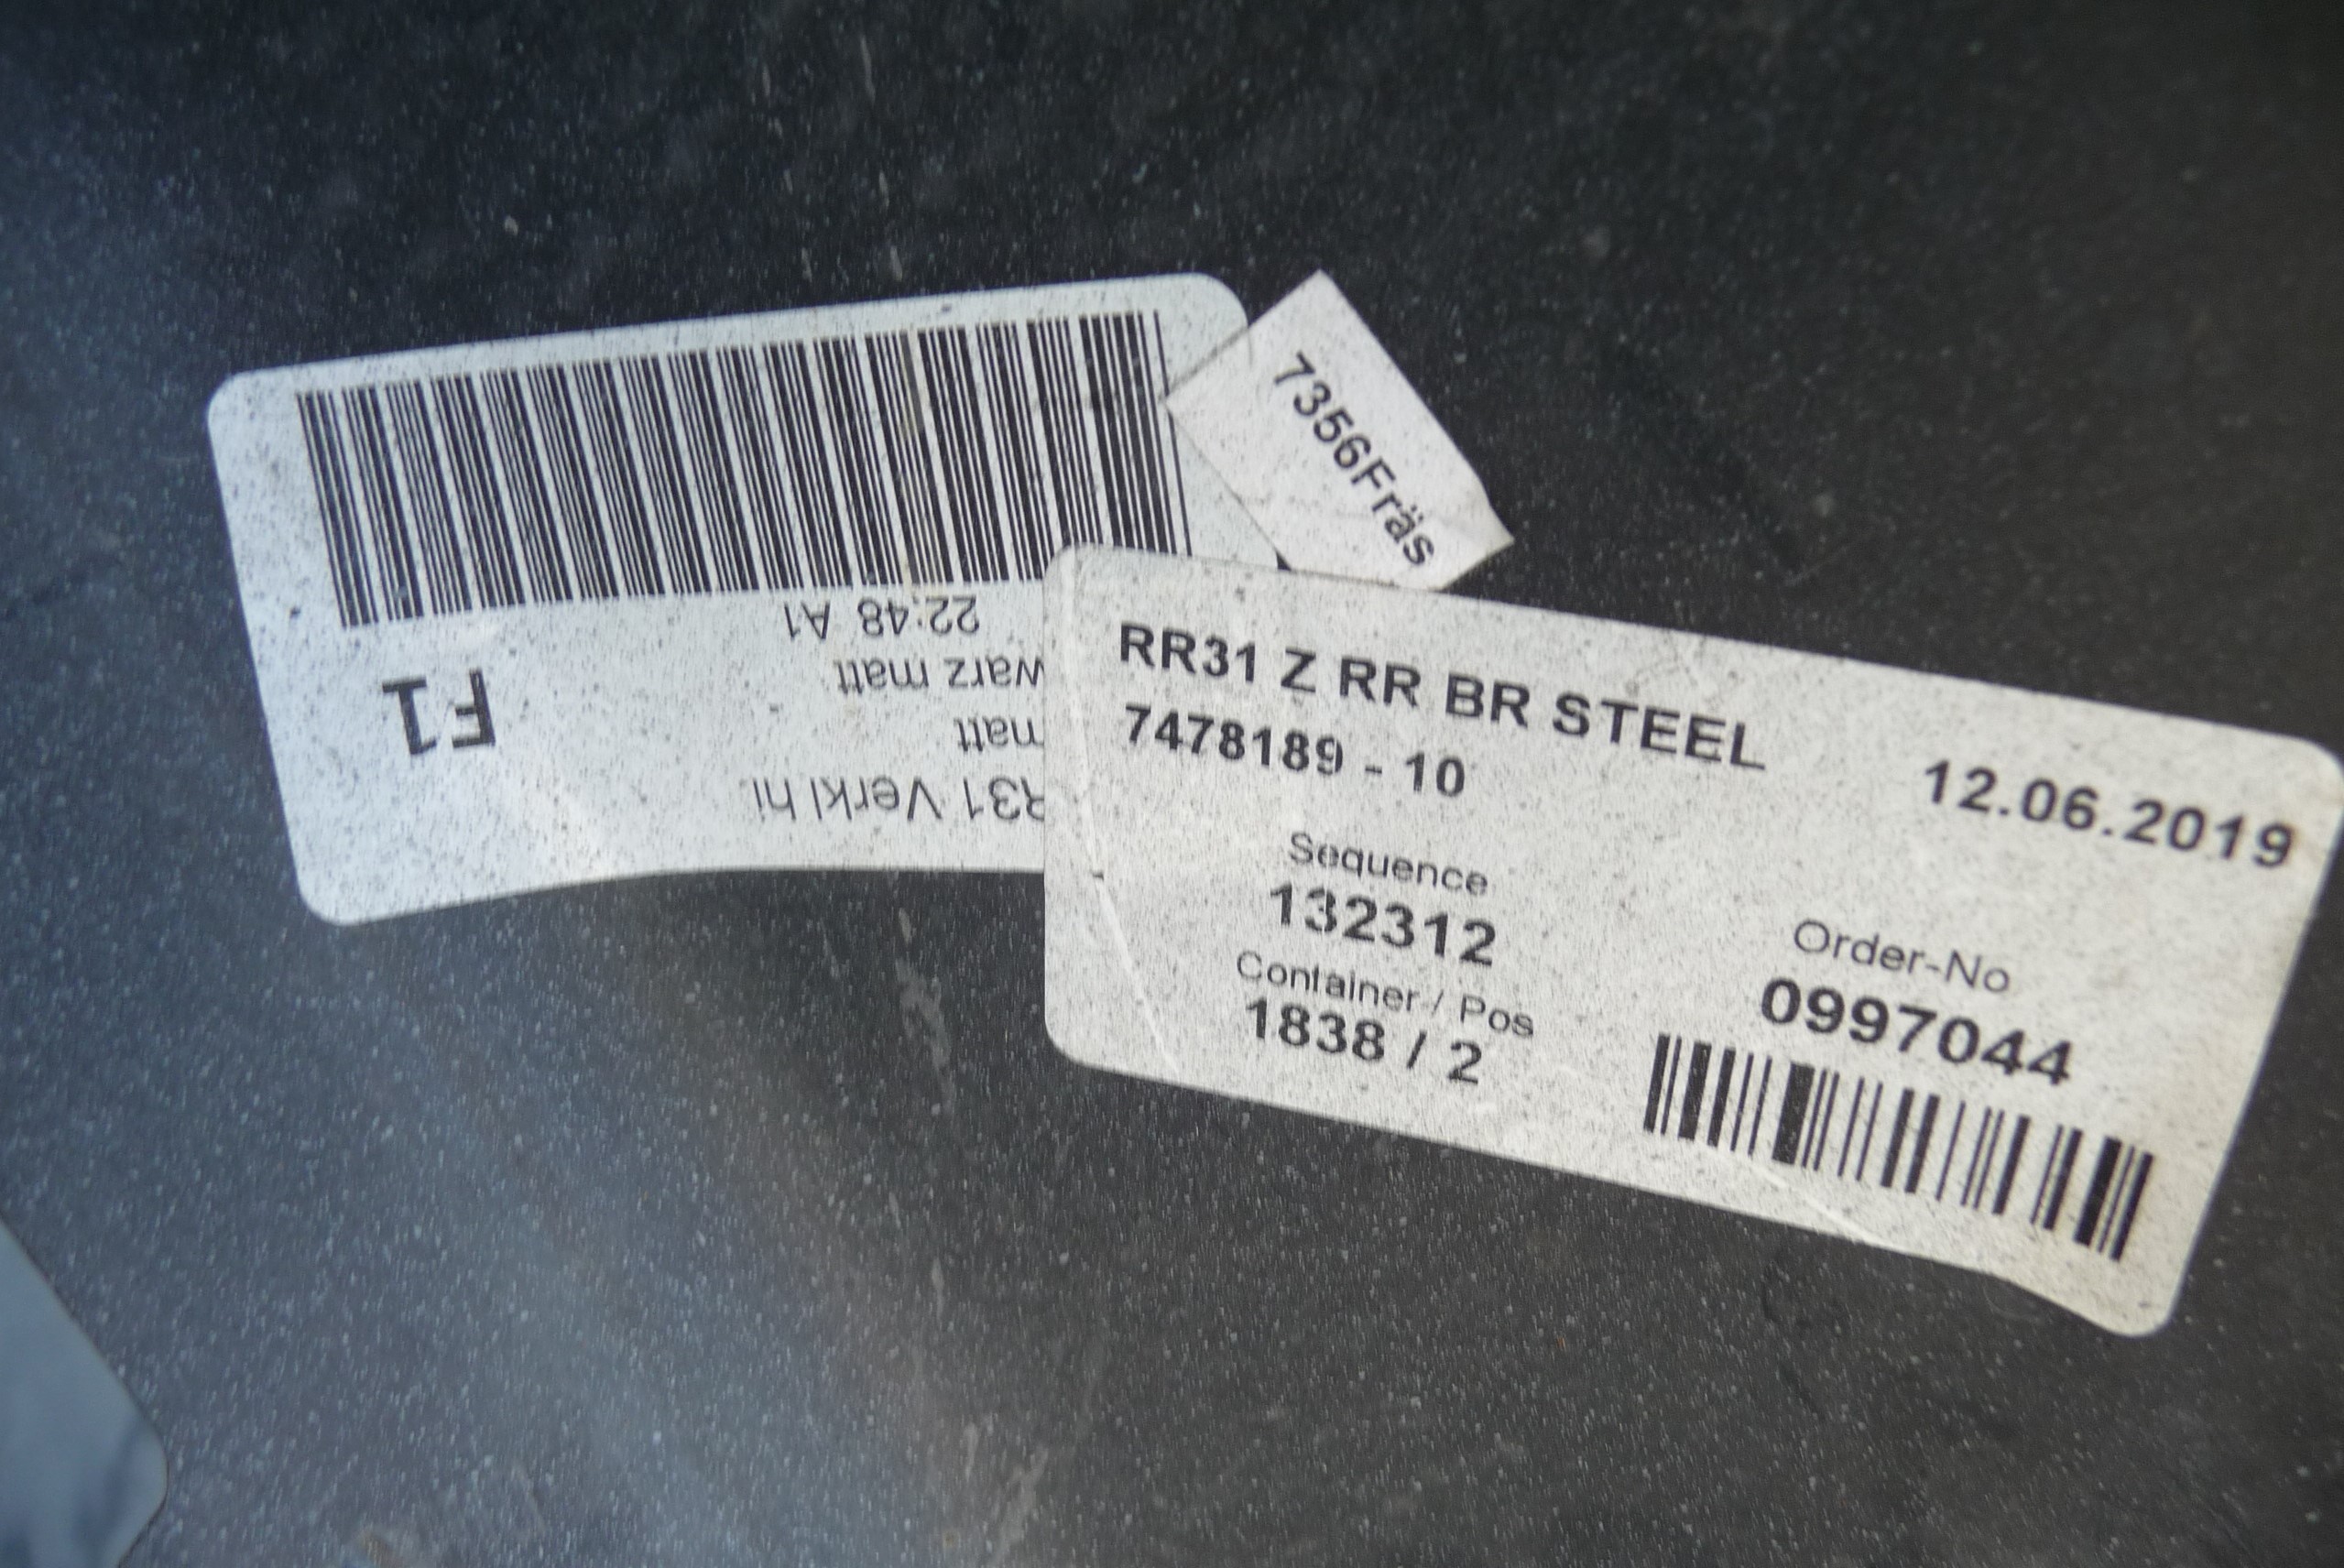 7356Fräs
RR31 Z RR BR STEEL
7478189 - 10
12.06.2019
Sequence
132312
Container / Pos
1838 / 2
Order-No
0997044
R31 Verkl hi.
matt
warz matt
22:48 A1
F1